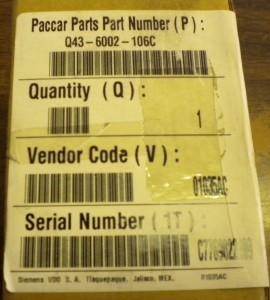 Paccar Parts Part Number (P) :
Q43-6002-106C
Quantity (Q) :
1
Vendor Code (V) :
01035AC
Serial Number (1T) :
Siemens VDO S.A. Tlaquepaque, Jalisco, MEX.